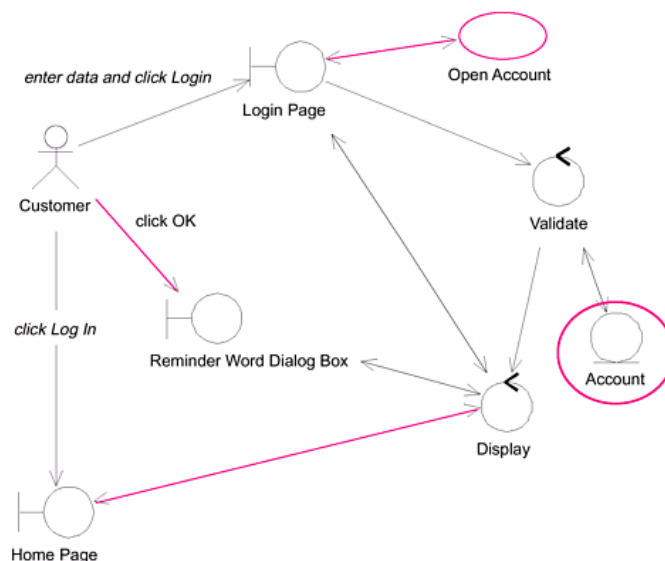 enter data and click Login
Open Account
Login Page
Customer
click OK
Validate
click Log In
Reminder Word Dialog Box
Account
Display
Home Page